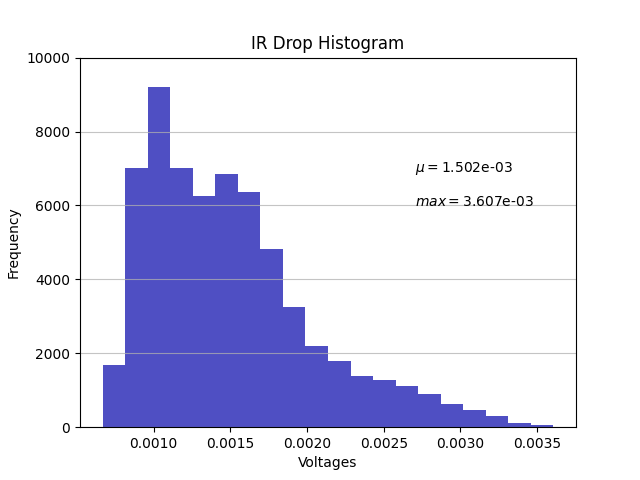 IR Drop Histogram
10000
8000
6000
4000
2000
0
Frequency
μ = 1.502e-03
max = 3.607e-03
0.0010 0.0015 0.0020 0.0025 0.0030 0.0035
Voltages